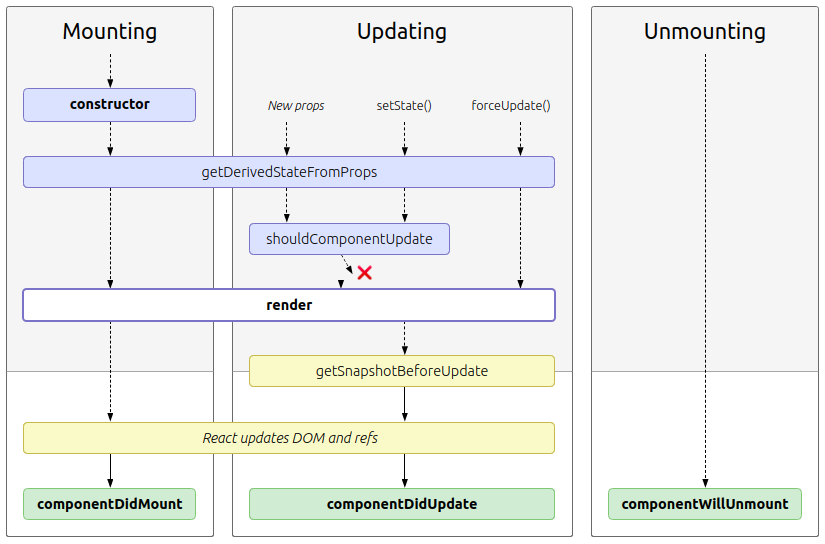 Mounting
Updating
Unmounting
constructor
New props
setState()
forceUpdate()
getDerivedStateFromProps
shouldComponentUpdate
render
getSnapshotBeforeUpdate
React updates DOM and refs
componentDidMount
componentDidUpdate
componentWillUnmount